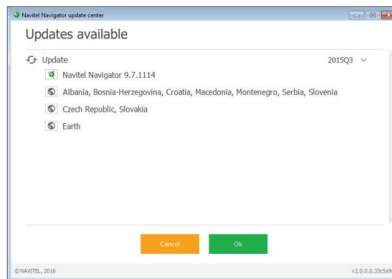 Navitel Navigator update center
Updates available
Update 2015Q3
Navitel Navigator 9.7.1114
Albania, Bosnia-Herzegovina, Croatia, Macedonia, Montenegro, Serbia, Slovenia
Czech Republic, Slovakia
Earth
Cancel Ok
© NAVITEL, 2016